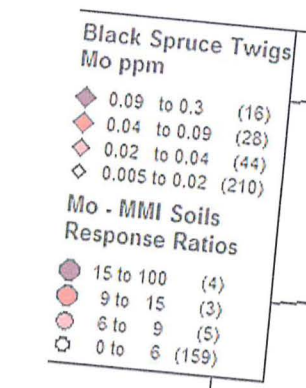 Black Spruce Twigs
Mo ppm
0.09 to 0.3 (16)
0.04 to 0.09 (28)
0.02 to 0.04 (44)
0.005 to 0.02 (210)
Mo - MMI Soils
Response Ratios
15 to 100 (4)
9 to 15 (3)
6 to 9 (5)
0 to 6 (159)